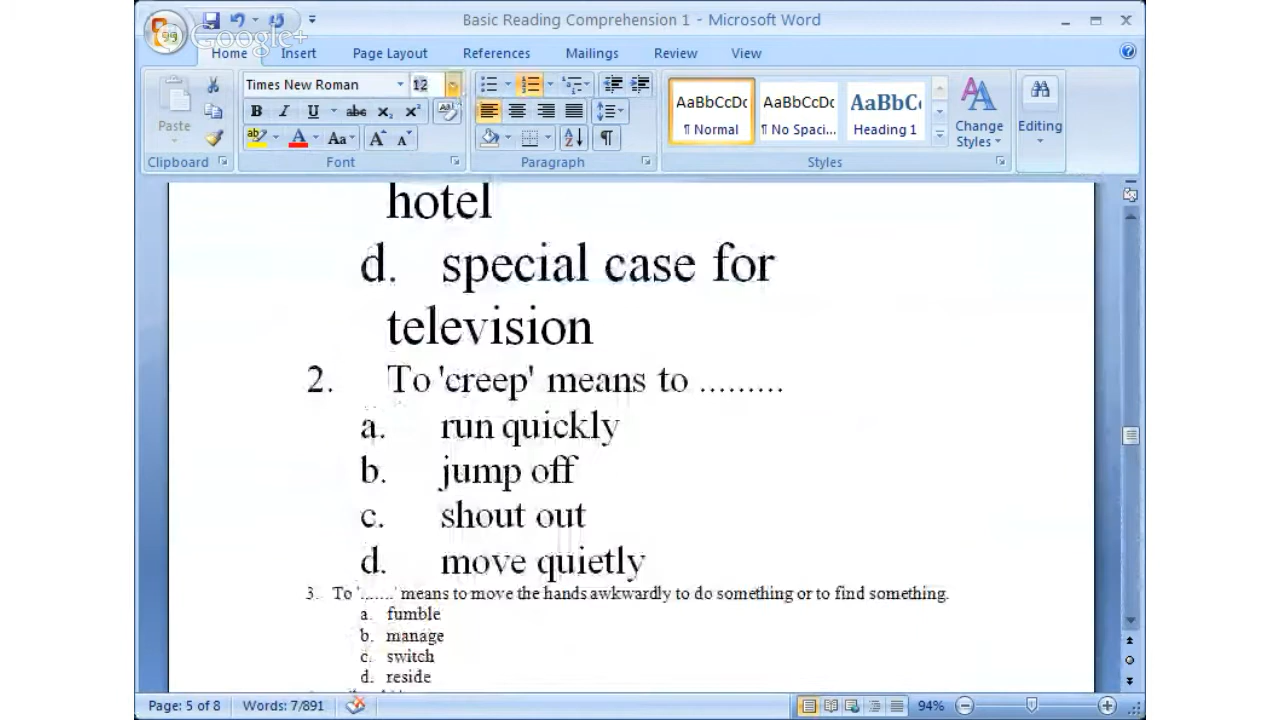 Basic Reading Comprehension 1 - Microsoft Word
Google+
Home Insert Page Layout References Mailings Review View
Times New Roman 12
AaBbCcDc AaBbCcDc AaBbC
Paste ¶ Normal ¶ No Spaci... Heading 1 Change Styles Editing
Clipboard Font Paragraph Styles
hotel
d. special case for
television
2. To 'creep' means to .........
a. run quickly
b. jump off
c. shout out
d. move quietly
3. To '.......' means to move the hands awkwardly to do something or to find something.
a. fumble
b. manage
c. switch
d. reside
Page: 5 of 8 Words: 7/891 94%